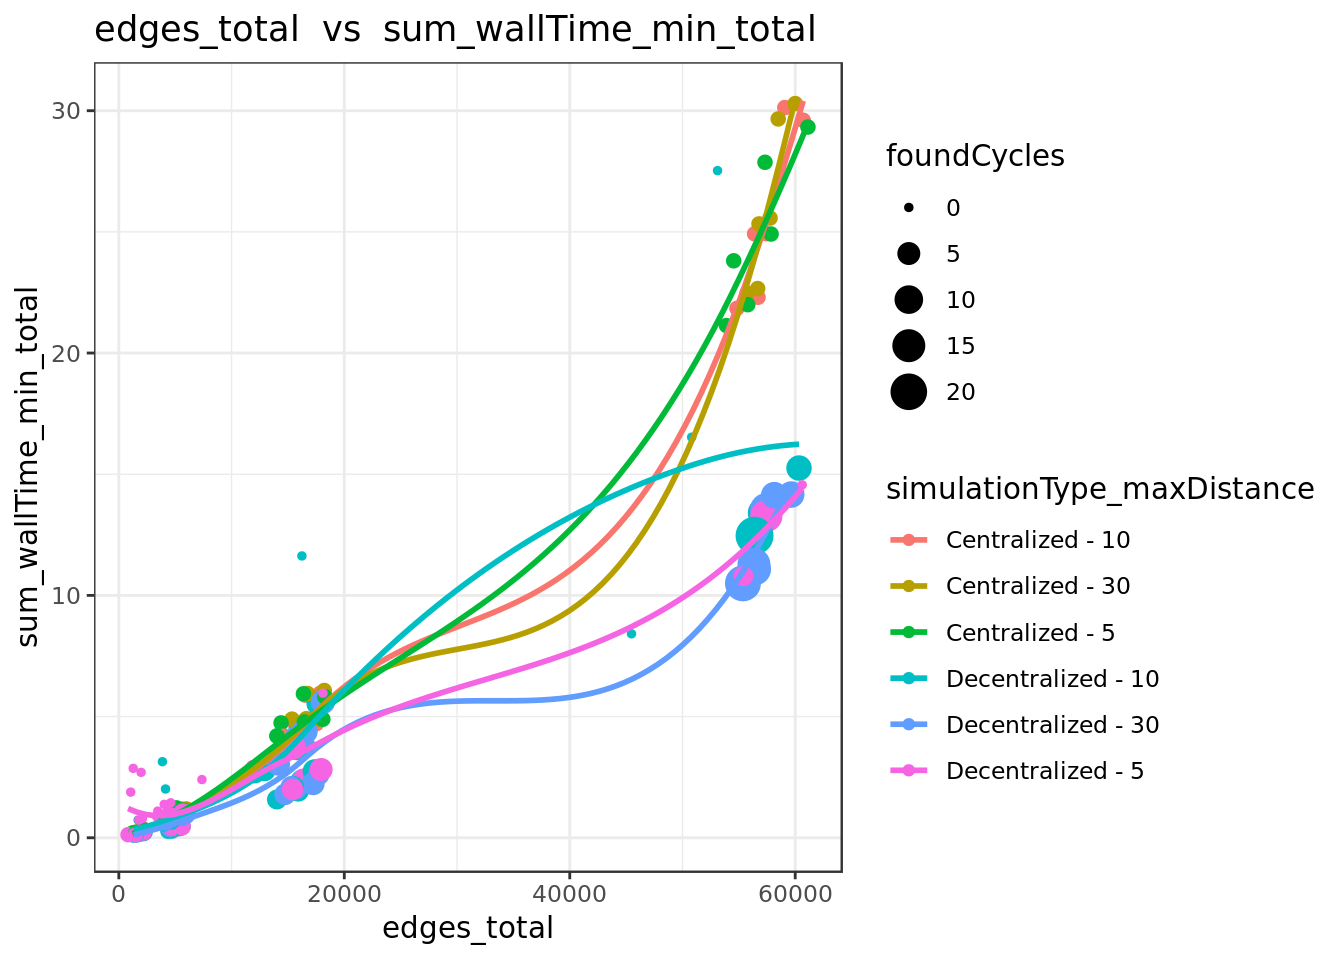 edges_total vs sum_wallTime_min_total
sum_wallTime_min_total
30
20
10
0
0
20000
40000
60000
edges_total
foundCycles
0
5
10
15
20
simulationType_maxDistance
Centralized - 10
Centralized - 30
Centralized - 5
Decentralized - 10
Decentralized - 30
Decentralized - 5